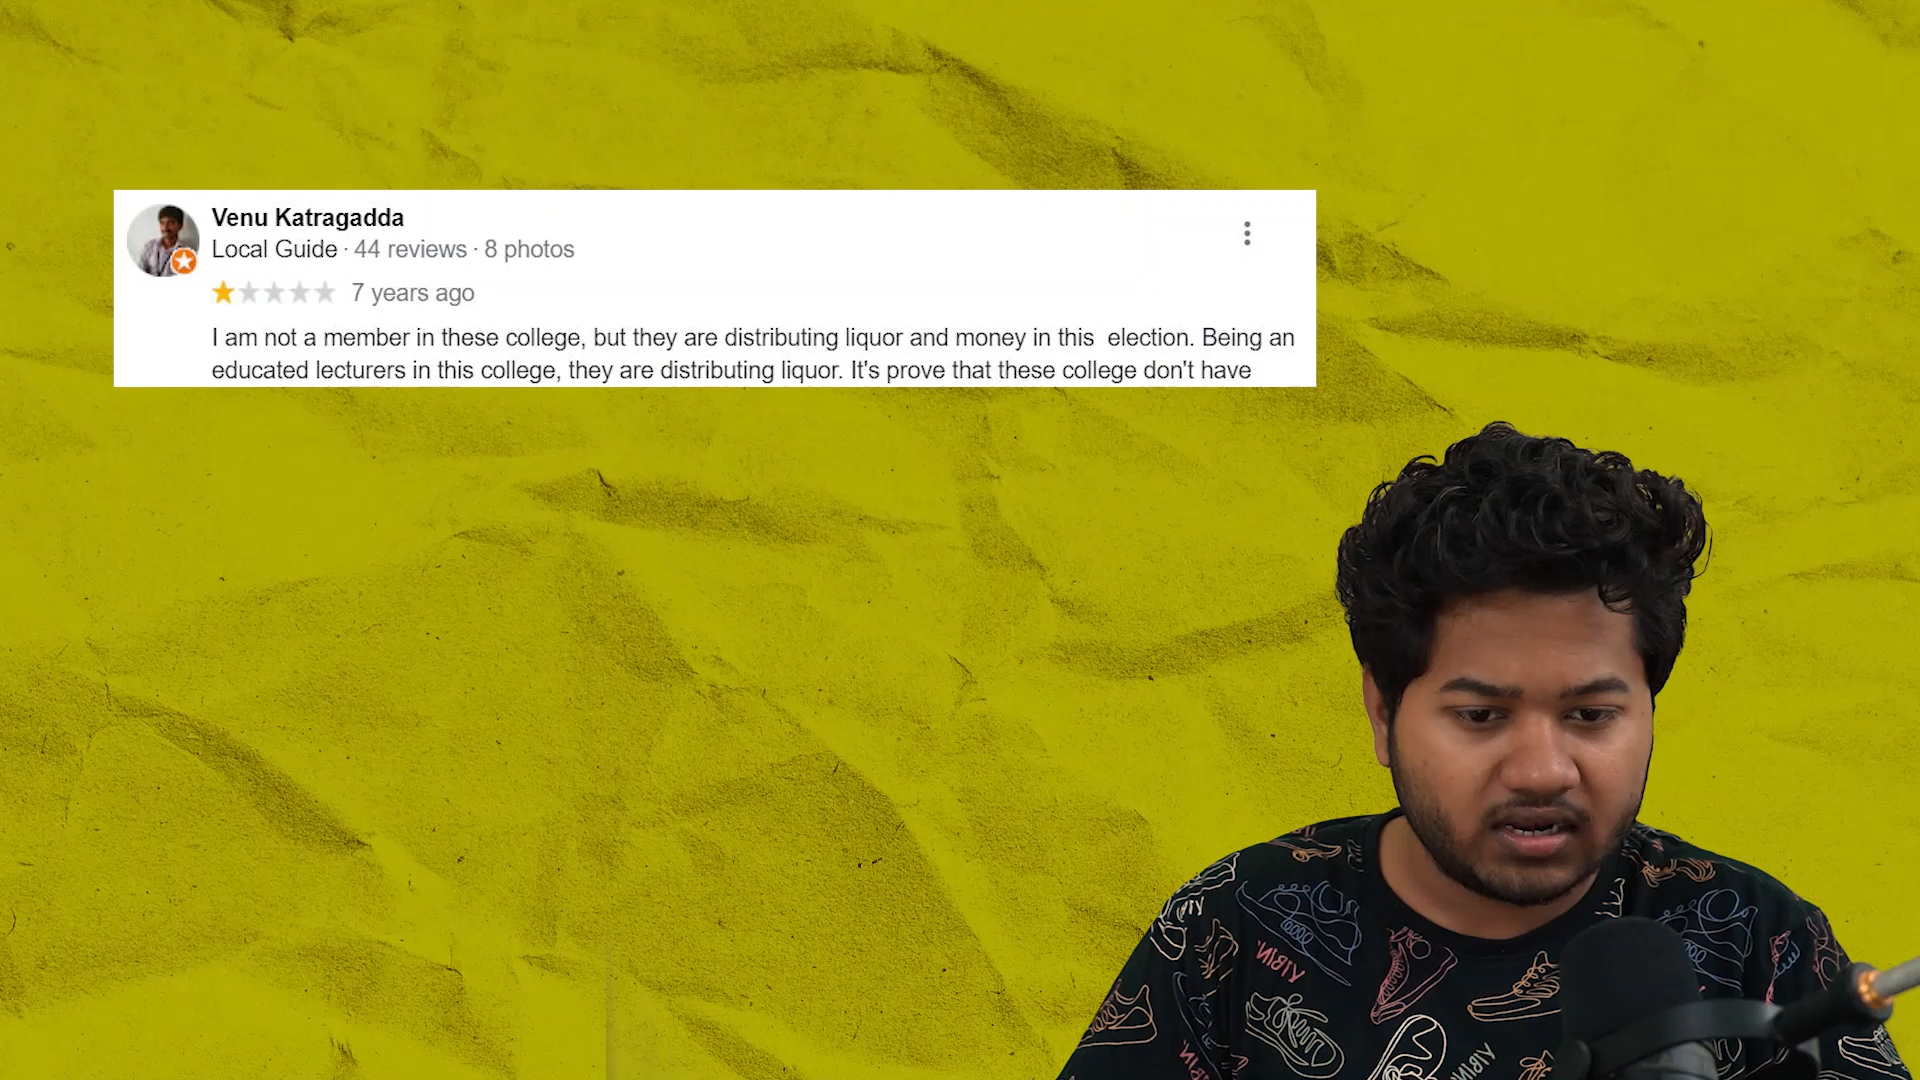 Venu Katragadda
Local Guide · 44 reviews · 8 photos
7 years ago
I am not a member in these college, but they are distributing liquor and money in this  election. Being an
educated lecturers in this college, they are distributing liquor. It's prove that these college don't have
VIBIN'
VIBIN'